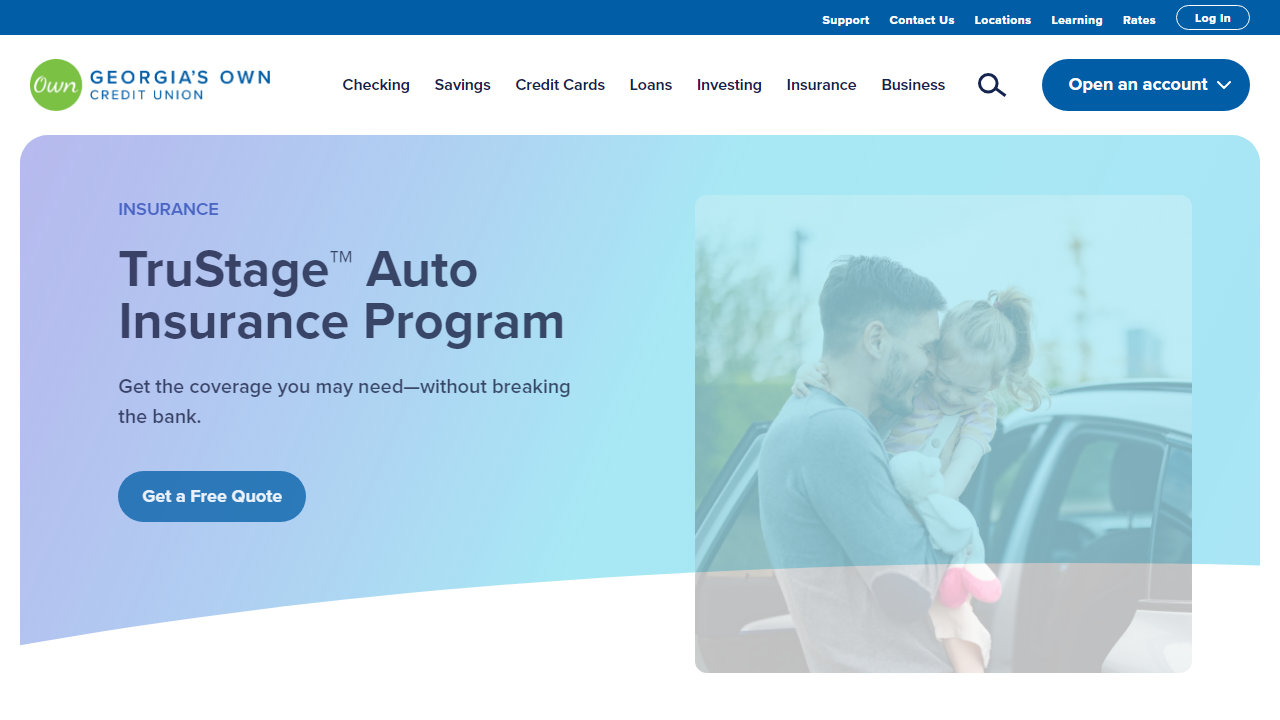 Support Contact Us Locations Learning Rates Log In
Own GEORGIA'S OWN
CREDIT UNION
Checking Savings Credit Cards Loans Investing Insurance Business Open an account
INSURANCE
TruStage™ Auto
Insurance Program
Get the coverage you may need—without breaking
the bank.
Get a Free Quote